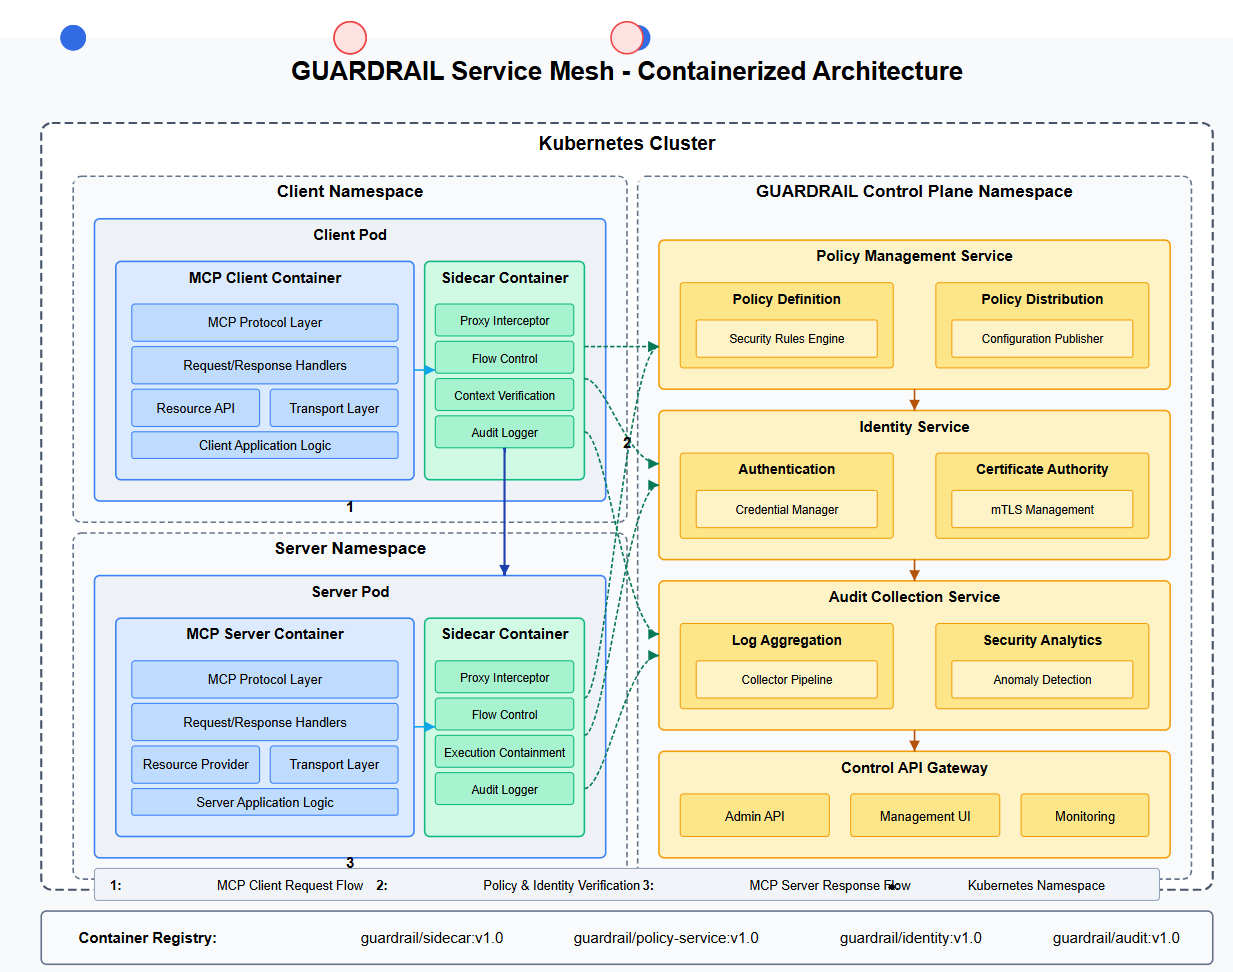 GUARDRAIL Service Mesh - Containerized Architecture
Kubernetes Cluster
Client Namespace
Client Pod
MCP Client Container
MCP Protocol Layer
Request/Response Handlers
Resource API
Transport Layer
Client Application Logic
Sidecar Container
Proxy Interceptor
Flow Control
Context Verification
Audit Logger
1
2
Server Namespace
Server Pod
MCP Server Container
MCP Protocol Layer
Request/Response Handlers
Resource Provider
Transport Layer
Server Application Logic
Sidecar Container
Proxy Interceptor
Flow Control
Execution Containment
Audit Logger
3
GUARDRAIL Control Plane Namespace
Policy Management Service
Policy Definition
Security Rules Engine
Policy Distribution
Configuration Publisher
Identity Service
Authentication
Credential Manager
Certificate Authority
mTLS Management
Audit Collection Service
Log Aggregation
Collector Pipeline
Security Analytics
Anomaly Detection
Control API Gateway
Admin API
Management UI
Monitoring
1: MCP Client Request Flow 2: Policy & Identity Verification 3: MCP Server Response Flow Kubernetes Namespace
Container Registry: guardrail/sidecar:v1.0 guardrail/policy-service:v1.0 guardrail/identity:v1.0 guardrail/audit:v1.0